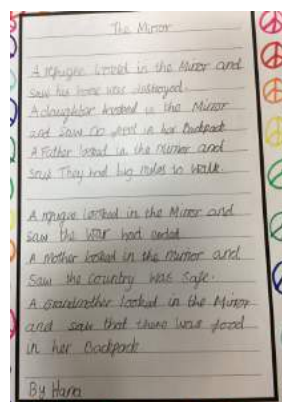 The Mirror
A refugee looked in the Mirror and
saw his home was destroyed.
A daughter looked in the Mirror
and saw no food in her Backpack
A Father looked in the mirror and
saw They had big miles to walk.
A refugee looked in the Mirror and
saw the War had ended
A Mother looked in the mirror and
Saw the Country was Safe.
A Grandmother looked in the Mirror
and saw that there was food
in her Backpack
By Hana